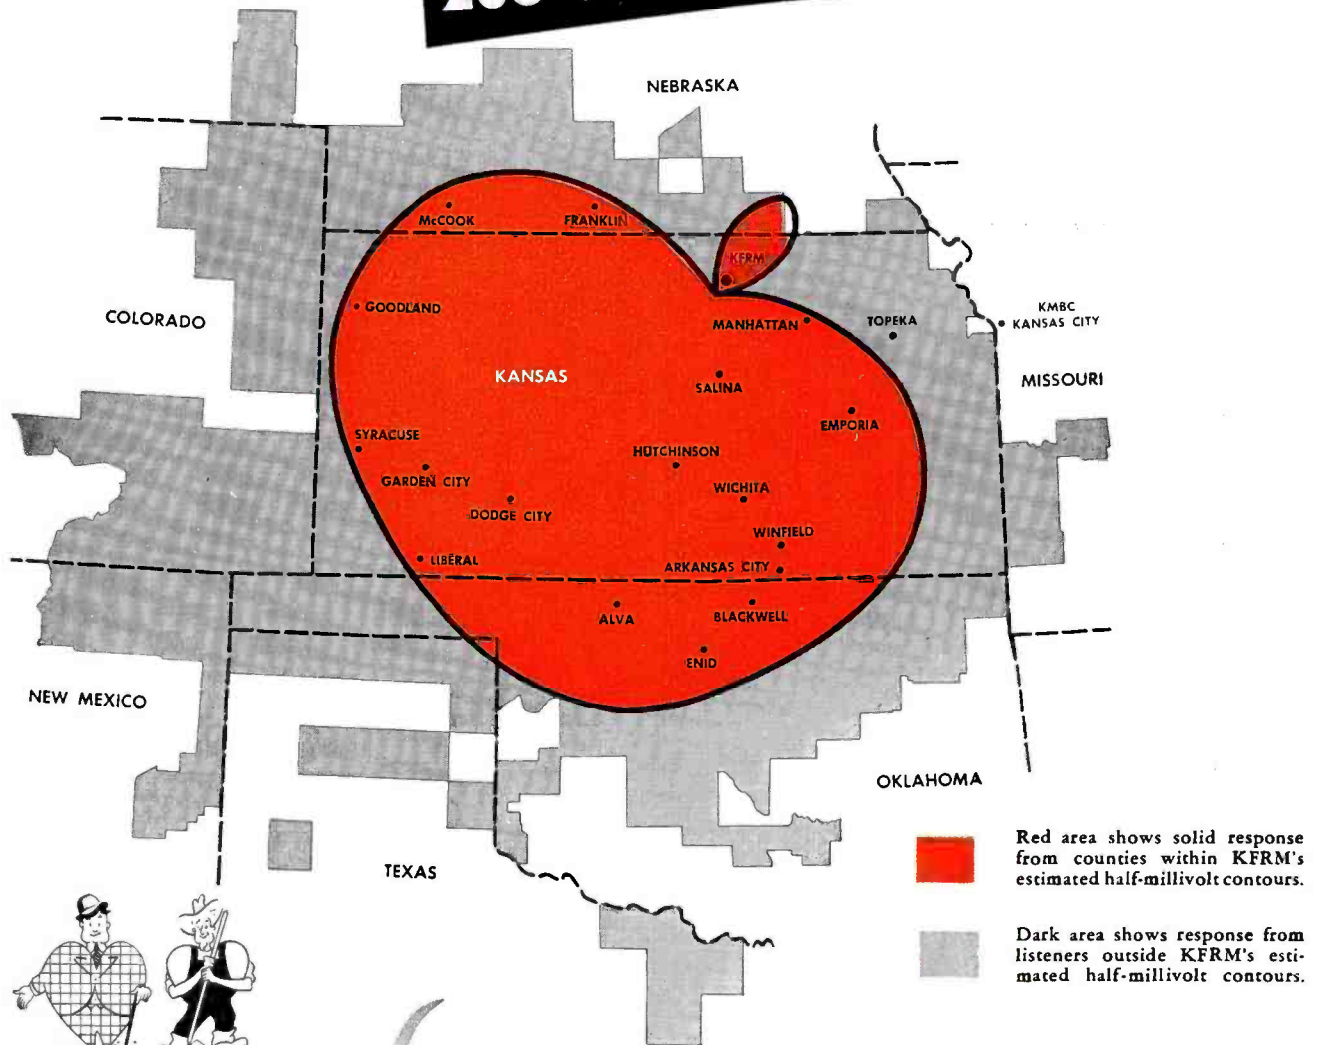 NEBRASKA
McCOOK
FRANKLIN
KFRM
GOODLAND
COLORADO
MANHATTAN
TOPEKA
KMBC
KANSAS CITY
KANSAS
SALINA
MISSOURI
EMPORIA
SYRACUSE
HUTCHINSON
GARDEN CITY
WICHITA
DODGE CITY
WINFIELD
LIBERAL
ARKANSAS CITY
ALVA
BLACKWELL
ENID
NEW MEXICO
OKLAHOMA
TEXAS
Red area shows solid response
from counties within KFRM's
estimated half-millivolt contours.
Dark area shows response from
listeners outside KFRM's esti-
mated half-millivolt contours.